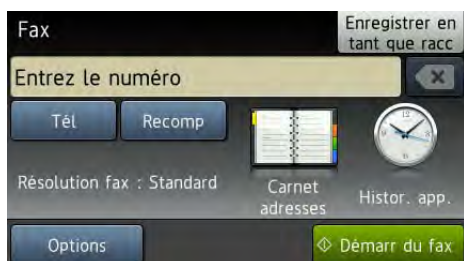 Fax
Enregistrer en
tant que racc
Entrez le numéro
Tél
Recomp
Résolution fax : Standard
Carnet
adresses
Histor. app.
Options
Démarr du fax